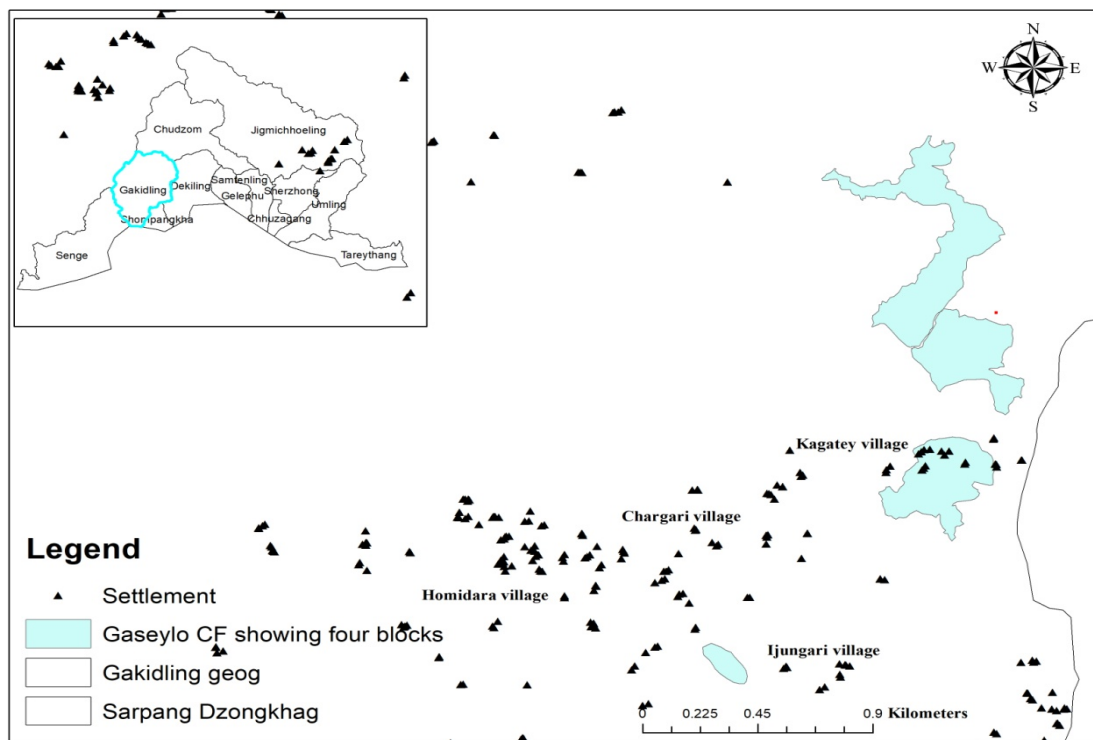 N
W E
S
Chudzom
Jigmichhoeling
Gakidling
Dekiling
Samtenling
Sherzhong
Gelephu
Umling
Shompangkha
Chhuzagang
Senge
Tareythang
Kagatey village
Chargari village
Homidara village
Ijungari village
Legend
Settlement
Gaseylo CF showing four blocks
Gakidling geog
Sarpang Dzongkhag
0 0.225 0.45 0.9 Kilometers